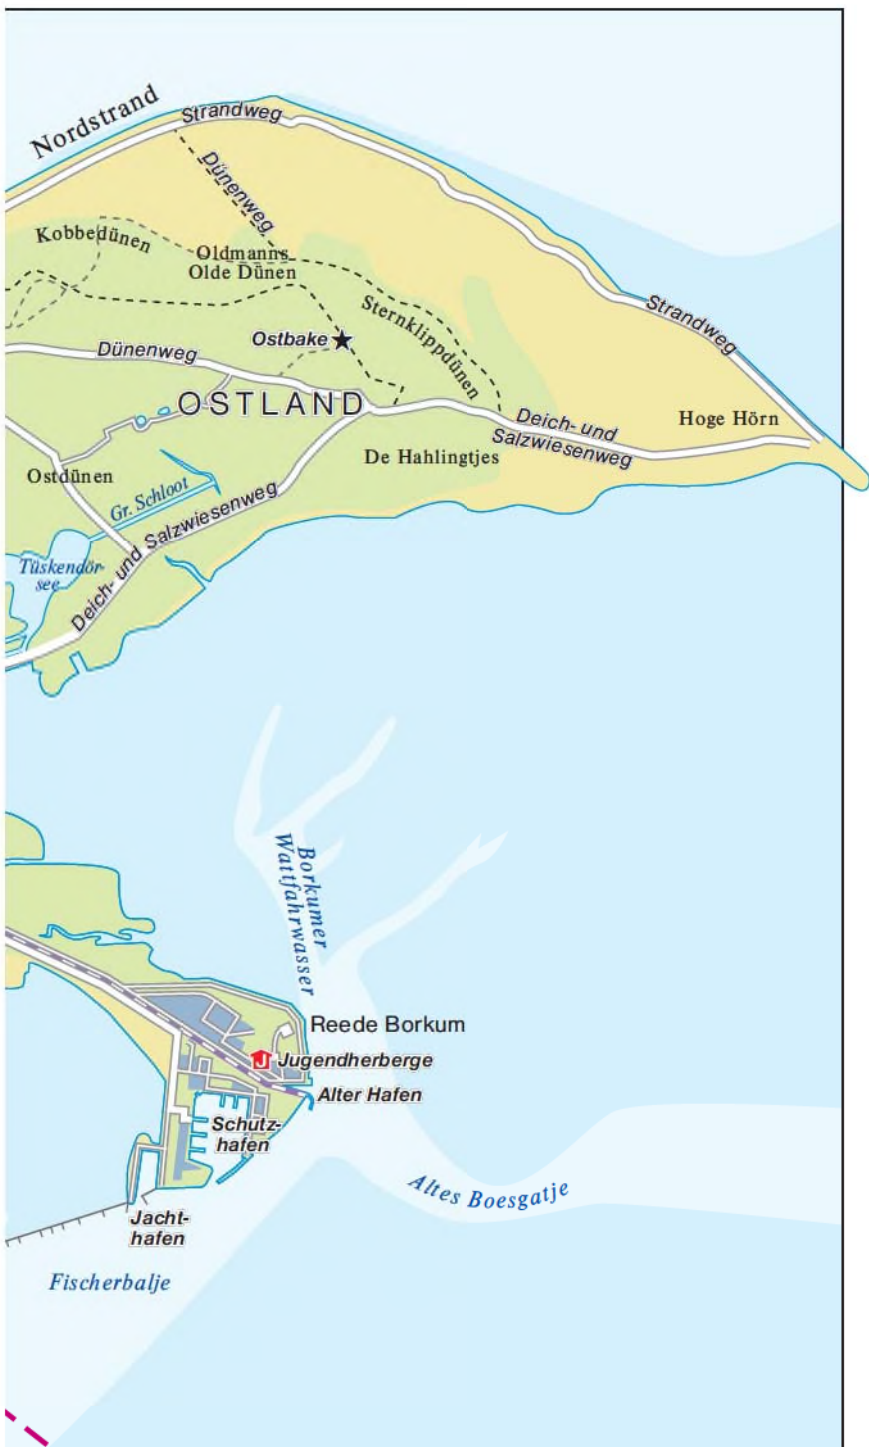 Nordstrand
Strandweg
Dünenweg
Kobbedünen
Oldmanns
Olde Dünen
Sternklippdünen
Strandweg
Ostbake
Dünenweg
OSTLAND
Deich- und
Salzwiesenweg
Hoge Hörn
De Hahlingtjes
Ostdünen
Gr. Schloot
Deich- und Salzwiesenweg
Tüskendör-
see
Borkumer
Wattfahrwasser
Reede Borkum
J
Jugendherberge
Alter Hafen
Schutz-
hafen
Altes Boesgatje
Jacht-
hafen
Fischerbalje